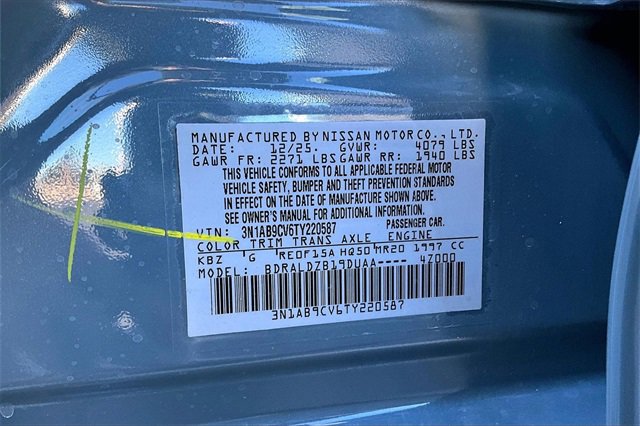 MANUFACTURED BY NISSAN MOTOR CO., LTD.
DATE: 12/25. GVWR: 4079 LBS
GAWR FR: 2271 LBS GAWR RR: 1940 LBS
THIS VEHICLE CONFORMS TO ALL APPLICABLE FEDERAL MOTOR
VEHICLE SAFETY, BUMPER AND THEFT PREVENTION STANDARDS
IN EFFECT ON THE DATE OF MANUFACTURE SHOWN ABOVE.
SEE OWNER'S MANUAL FOR ADDITIONAL INFORMATION.
VIN: 3N1AB9CV6TY220587 PASSENGER CAR.
COLOR TRIM TRANS AXLE ENGINE
KBZ G RE0F15A HQ50 MR20 1997 CC
MODEL: BDRALDZB19DUAA---- 4Z000
3N1AB9CV6TY220587